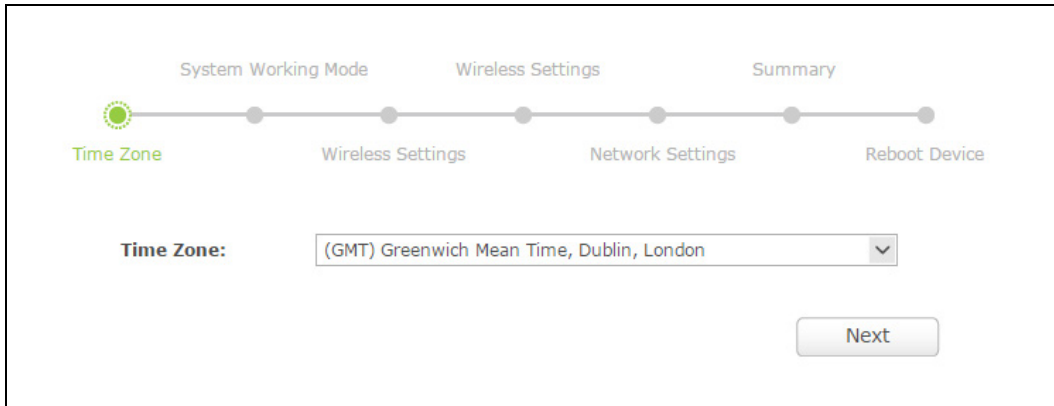 System Working Mode Wireless Settings Summary
Time Zone Wireless Settings Network Settings Reboot Device
Time Zone: (GMT) Greenwich Mean Time, Dublin, London
Next